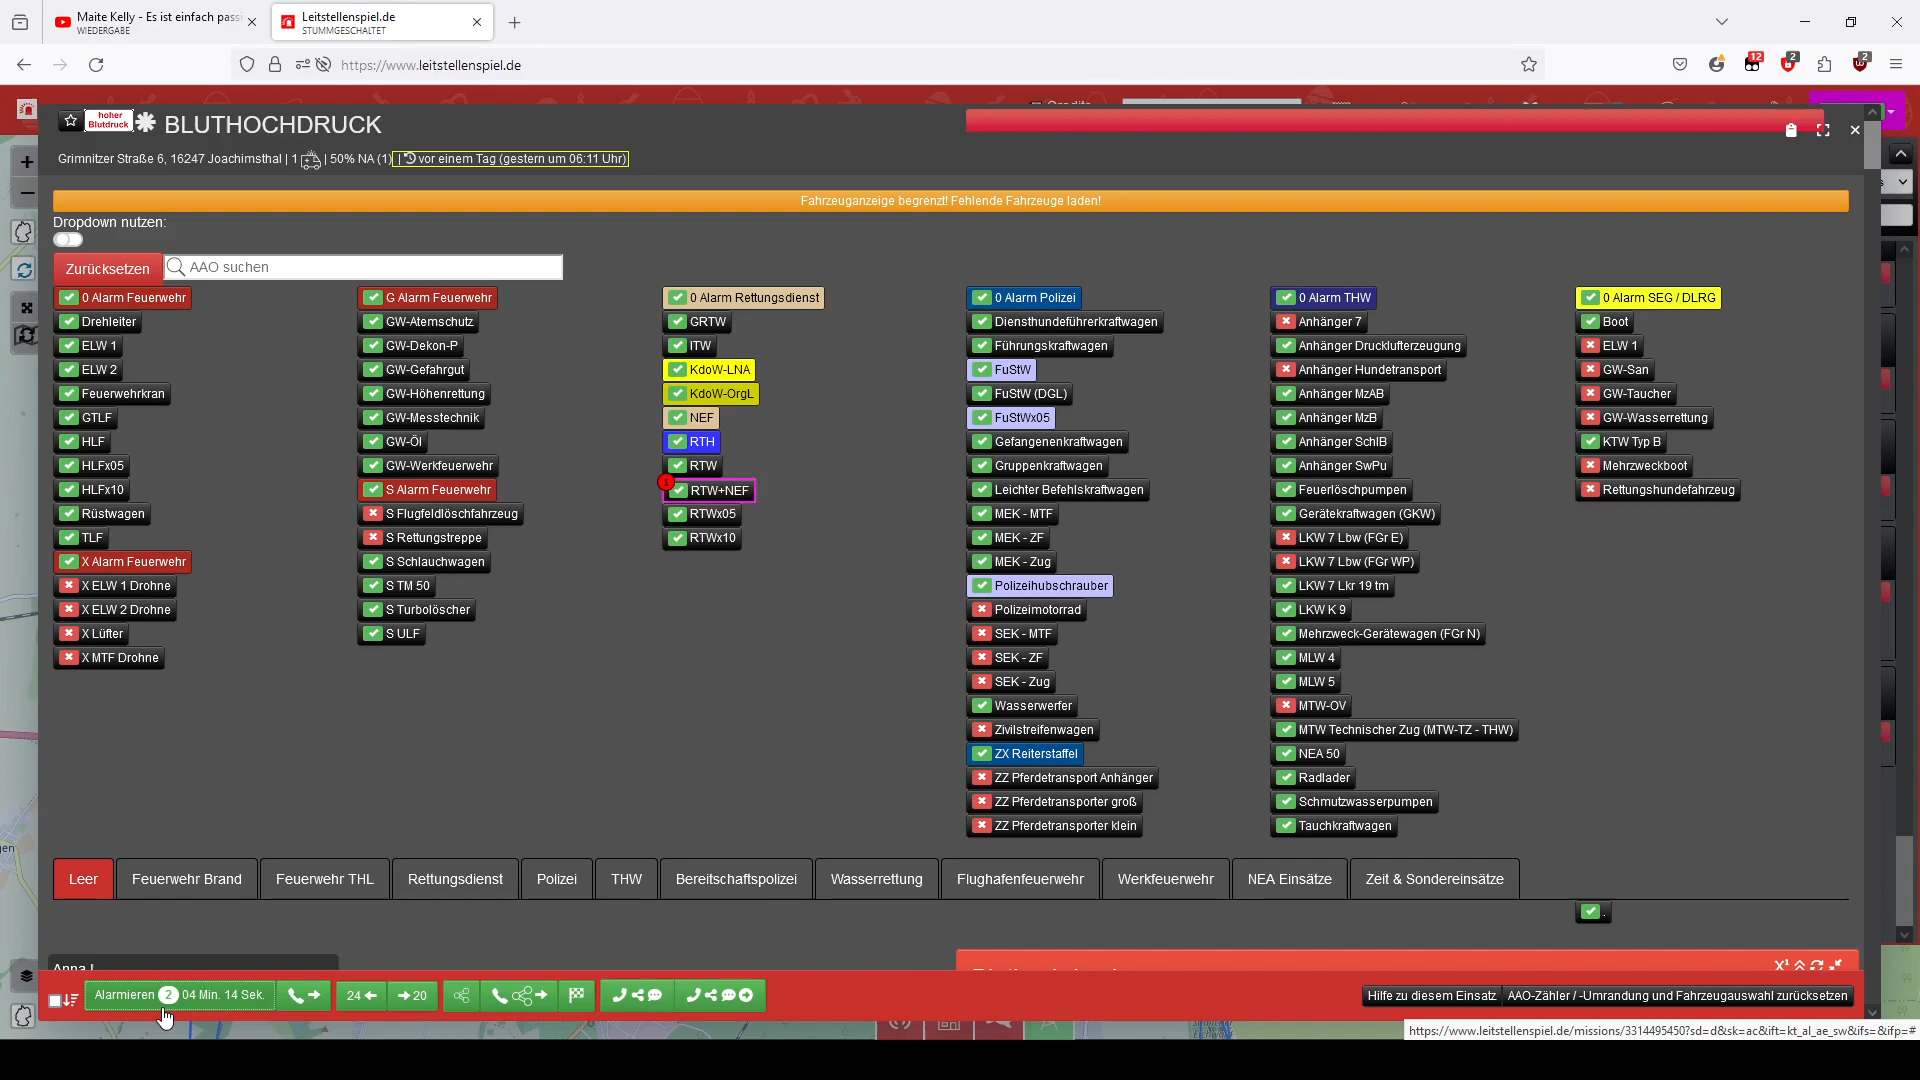 Maite Kelly - Es ist einfach pass
WIEDERGABE
Leitstellenspiel.de
STUMMGESCHALTET
https://www.leitstellenspiel.de
12
2
2
hoher Blutdruck
BLUTHOCHDRUCK
Grimnitzer Straße 6, 16247 Joachimsthal | 1 | 50% NA (1) | vor einem Tag (gestern um 06:11 Uhr)
Fahrzeuganzeige begrenzt! Fehlende Fahrzeuge laden!
Dropdown nutzen:
Zurücksetzen
AAO suchen
0 Alarm Feuerwehr
Drehleiter
ELW 1
ELW 2
Feuerwehrkran
GTLF
HLF
HLFx05
HLFx10
Rüstwagen
TLF
X Alarm Feuerwehr
X ELW 1 Drohne
X ELW 2 Drohne
X Lüfter
X MTF Drohne
G Alarm Feuerwehr
GW-Atemschutz
GW-Dekon-P
GW-Gefahrgut
GW-Höhenrettung
GW-Messtechnik
GW-Öl
GW-Werkfeuerwehr
S Alarm Feuerwehr
S Flugfeldlöschfahrzeug
S Rettungstreppe
S Schlauchwagen
S TM 50
S Turbolöscher
S ULF
0 Alarm Rettungsdienst
GRTW
ITW
KdoW-LNA
KdoW-OrgL
NEF
RTH
RTW
1
RTW+NEF
RTWx05
RTWx10
0 Alarm Polizei
Diensthundeführerkraftwagen
Führungskraftwagen
FuStW
FuStW (DGL)
FuStWx05
Gefangenenkraftwagen
Gruppenkraftwagen
Leichter Befehlskraftwagen
MEK - MTF
MEK - ZF
MEK - Zug
Polizeihubschrauber
Polizeimotorrad
SEK - MTF
SEK - ZF
SEK - Zug
Wasserwerfer
Zivilstreifenwagen
ZX Reiterstaffel
ZZ Pferdetransport Anhänger
ZZ Pferdetransporter groß
ZZ Pferdetransporter klein
0 Alarm THW
Anhänger 7
Anhänger Drucklufterzeugung
Anhänger Hundetransport
Anhänger MzAB
Anhänger MzB
Anhänger SchlB
Anhänger SwPu
Feuerlöschpumpen
Gerätekraftwagen (GKW)
LKW 7 Lbw (FGr E)
LKW 7 Lbw (FGr WP)
LKW 7 Lkr 19 tm
LKW K 9
Mehrzweck-Gerätewagen (FGr N)
MLW 4
MLW 5
MTW-OV
MTW Technischer Zug (MTW-TZ - THW)
NEA 50
Radlader
Schmutzwasserpumpen
Tauchkraftwagen
0 Alarm SEG / DLRG
Boot
ELW 1
GW-San
GW-Taucher
GW-Wasserrettung
KTW Typ B
Mehrzweckboot
Rettungshundefahrzeug
Leer
Feuerwehr Brand
Feuerwehr THL
Rettungsdienst
Polizei
THW
Bereitschaftspolizei
Wasserrettung
Flughafenfeuerwehr
Werkfeuerwehr
NEA Einsätze
Zeit & Sondereinsätze
.
Alarmieren 2 04 Min. 14 Sek.
24
20
Hilfe zu diesem Einsatz
AAO-Zähler / -Umrandung und Fahrzeugauswahl zurücksetzen
https://www.leitstellenspiel.de/missions/3314495450?sd=d&sk=ac&ift=kt_al_ae_sw&ifs=&ifp=#